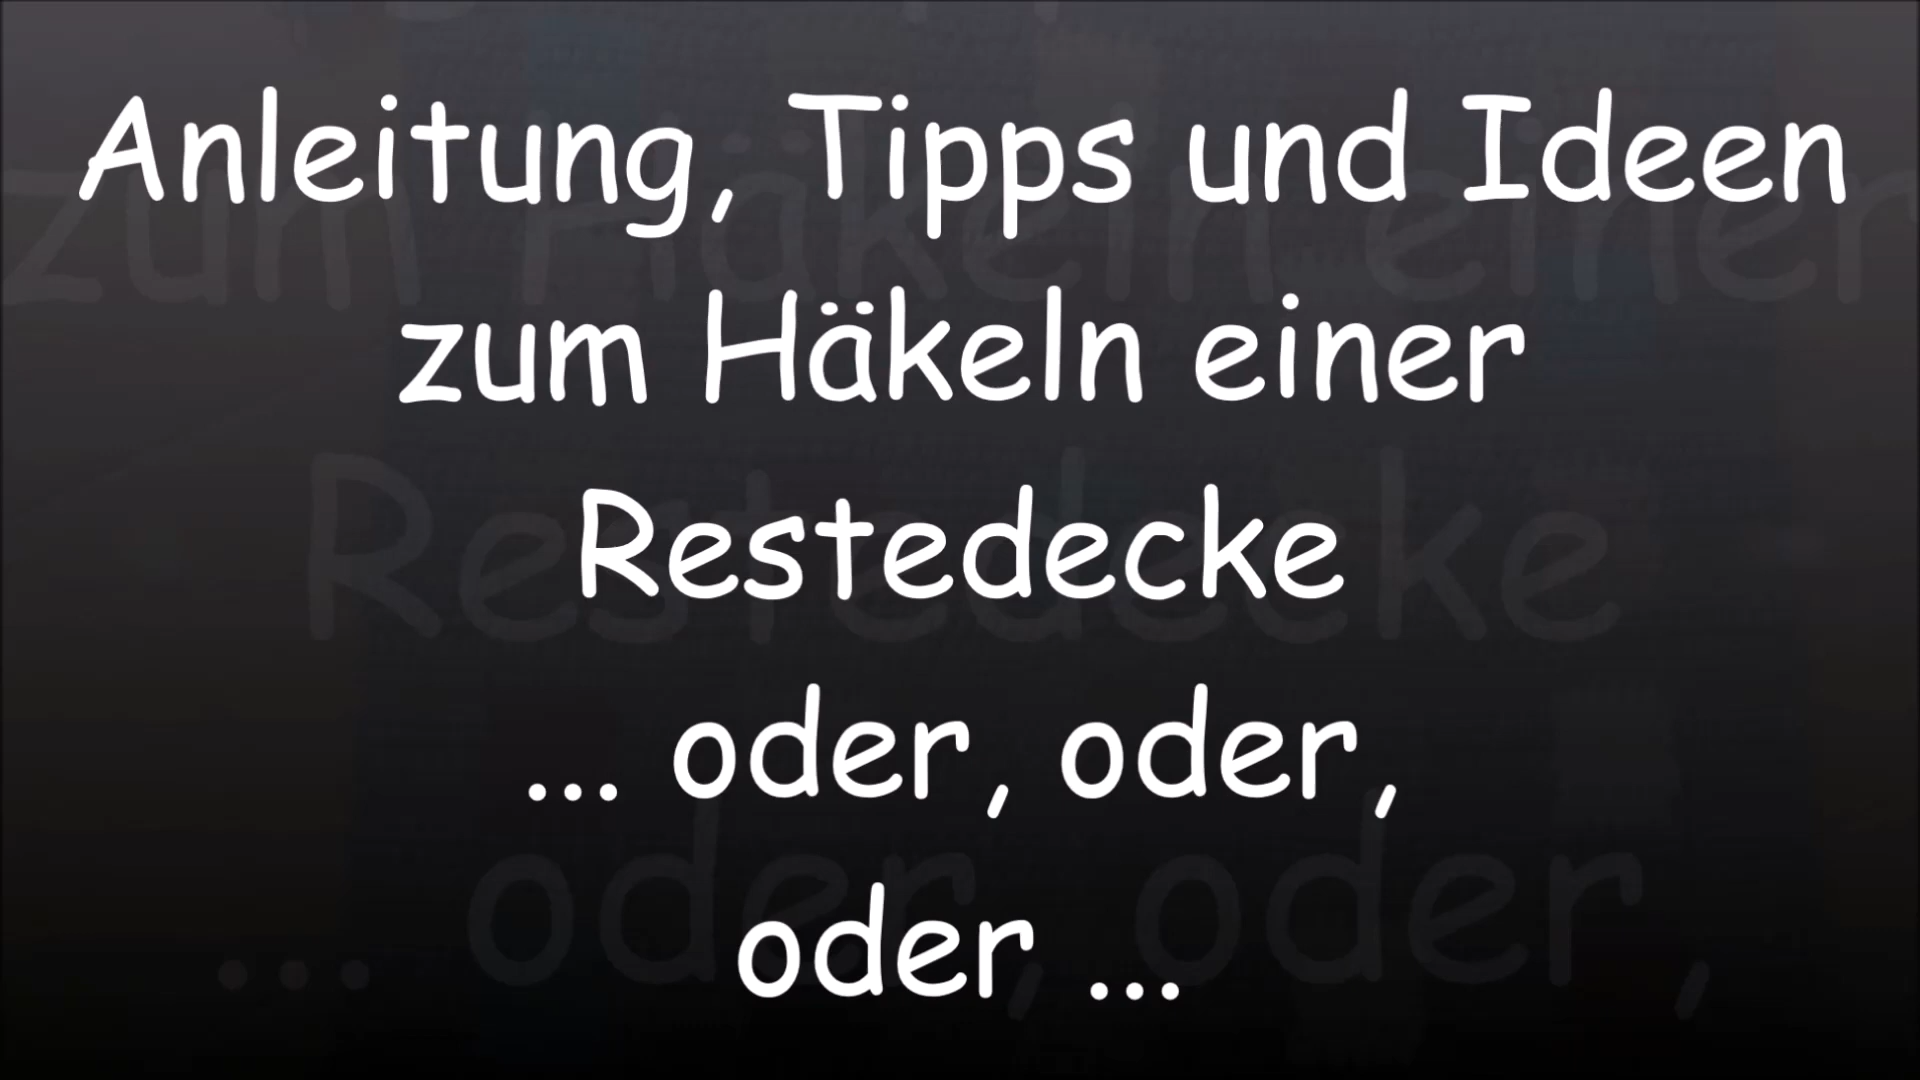 Anleitung, Tipps und Ideen
zum Häkeln einer
Restedecke
... oder, oder,
oder ...